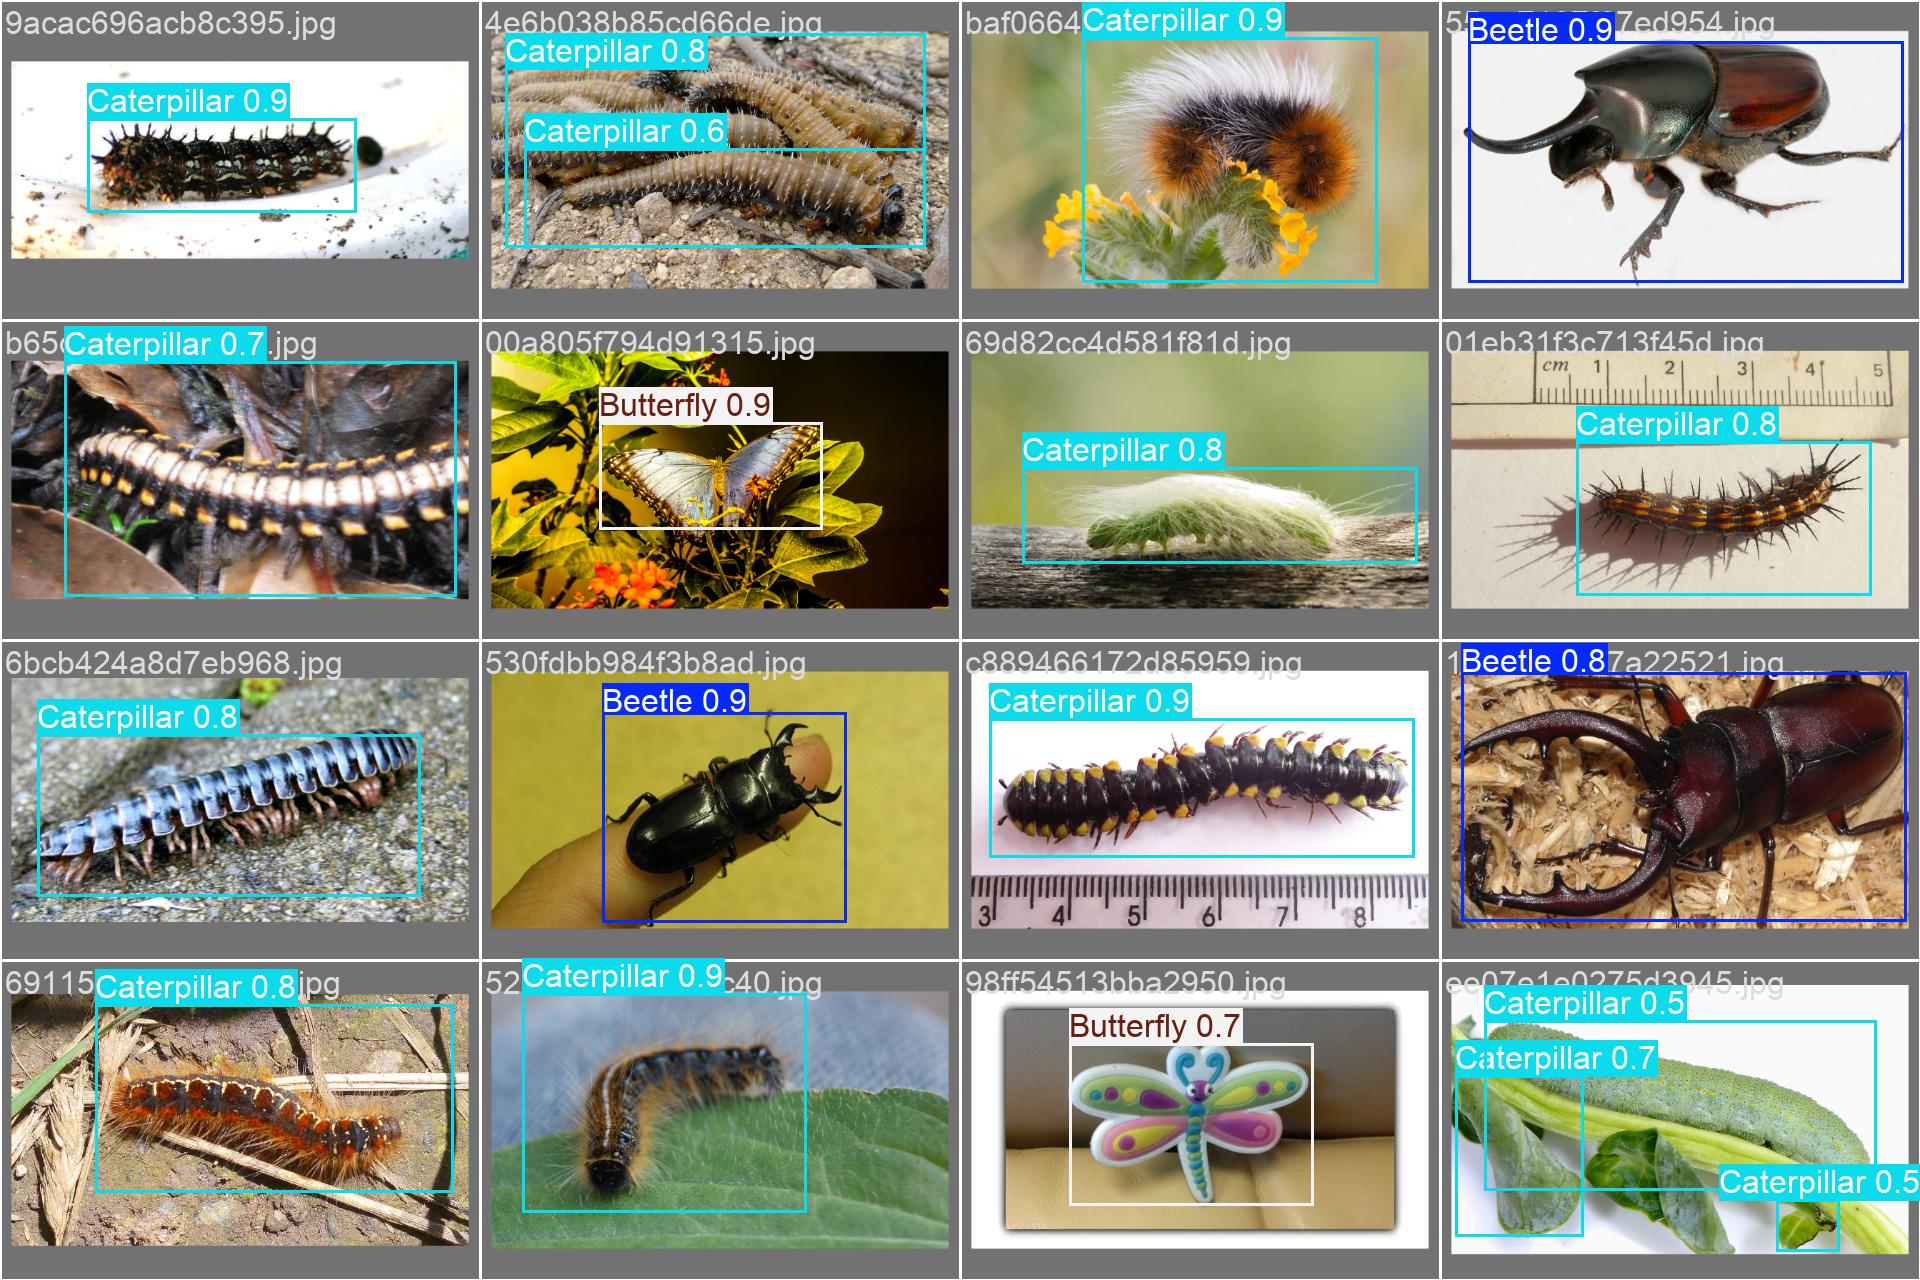 9acac696acb8c395.jpg
Caterpillar 0.9
4e6b038b85cd66de.jpg
Caterpillar 0.8
Caterpillar 0.6
baf0664
Caterpillar 0.9
Beetle 0.9
7ed954.jpg
Caterpillar 0.7
.jpg
00a805f794d91315.jpg
Butterfly 0.9
69d82cc4d581f81d.jpg
Caterpillar 0.8
01eb31f3c713f45d.jpg
cm 1 2 3 4 5
Caterpillar 0.8
6bcb424a8d7eb968.jpg
Caterpillar 0.8
530fdbb984f3b8ad.jpg
Beetle 0.9
c889466172d85959.jpg
Caterpillar 0.9
3 4 5 6 7 8
Beetle 0.8
7a22521.jpg
69115
Caterpillar 0.8
jpg
52
Caterpillar 0.9
c40.jpg
98ff54513bba2950.jpg
Butterfly 0.7
ee07e1e0275d3945.jpg
Caterpillar 0.5
Caterpillar 0.7
Caterpillar 0.5